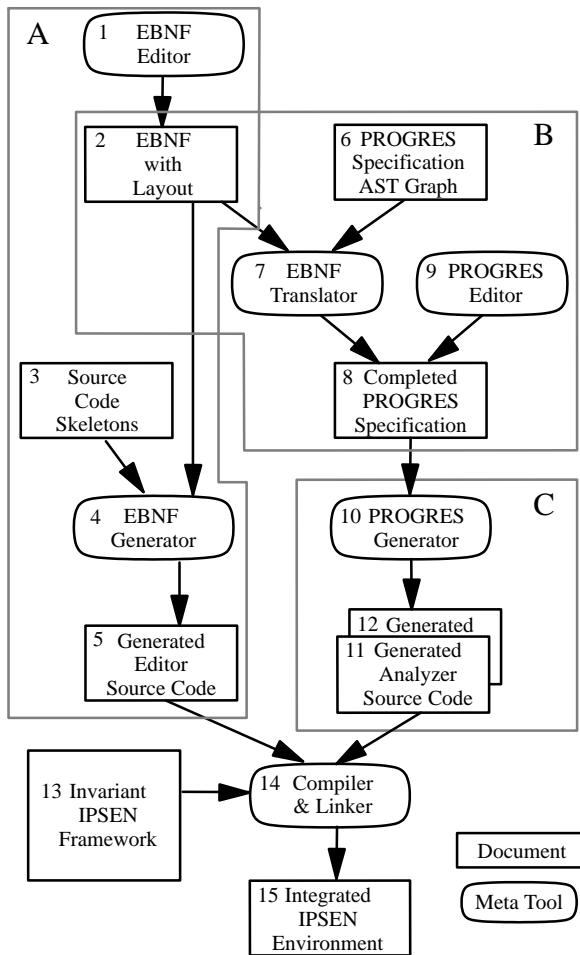 A
1 EBNF
Editor
2 EBNF
with
Layout
B
6 PROGRES
Specification
AST Graph
7 EBNF
Translator
9 PROGRES
Editor
3 Source
Code
Skeletons
8 Completed
PROGRES
Specification
4 EBNF
Generator
C
10 PROGRES
Generator
5 Generated
Editor
Source Code
12 Generated
11 Generated
Analyzer
Source Code
13 Invariant
IPSEN
Framework
14 Compiler
& Linker
15 Integrated
IPSEN
Environment
Document
Meta Tool